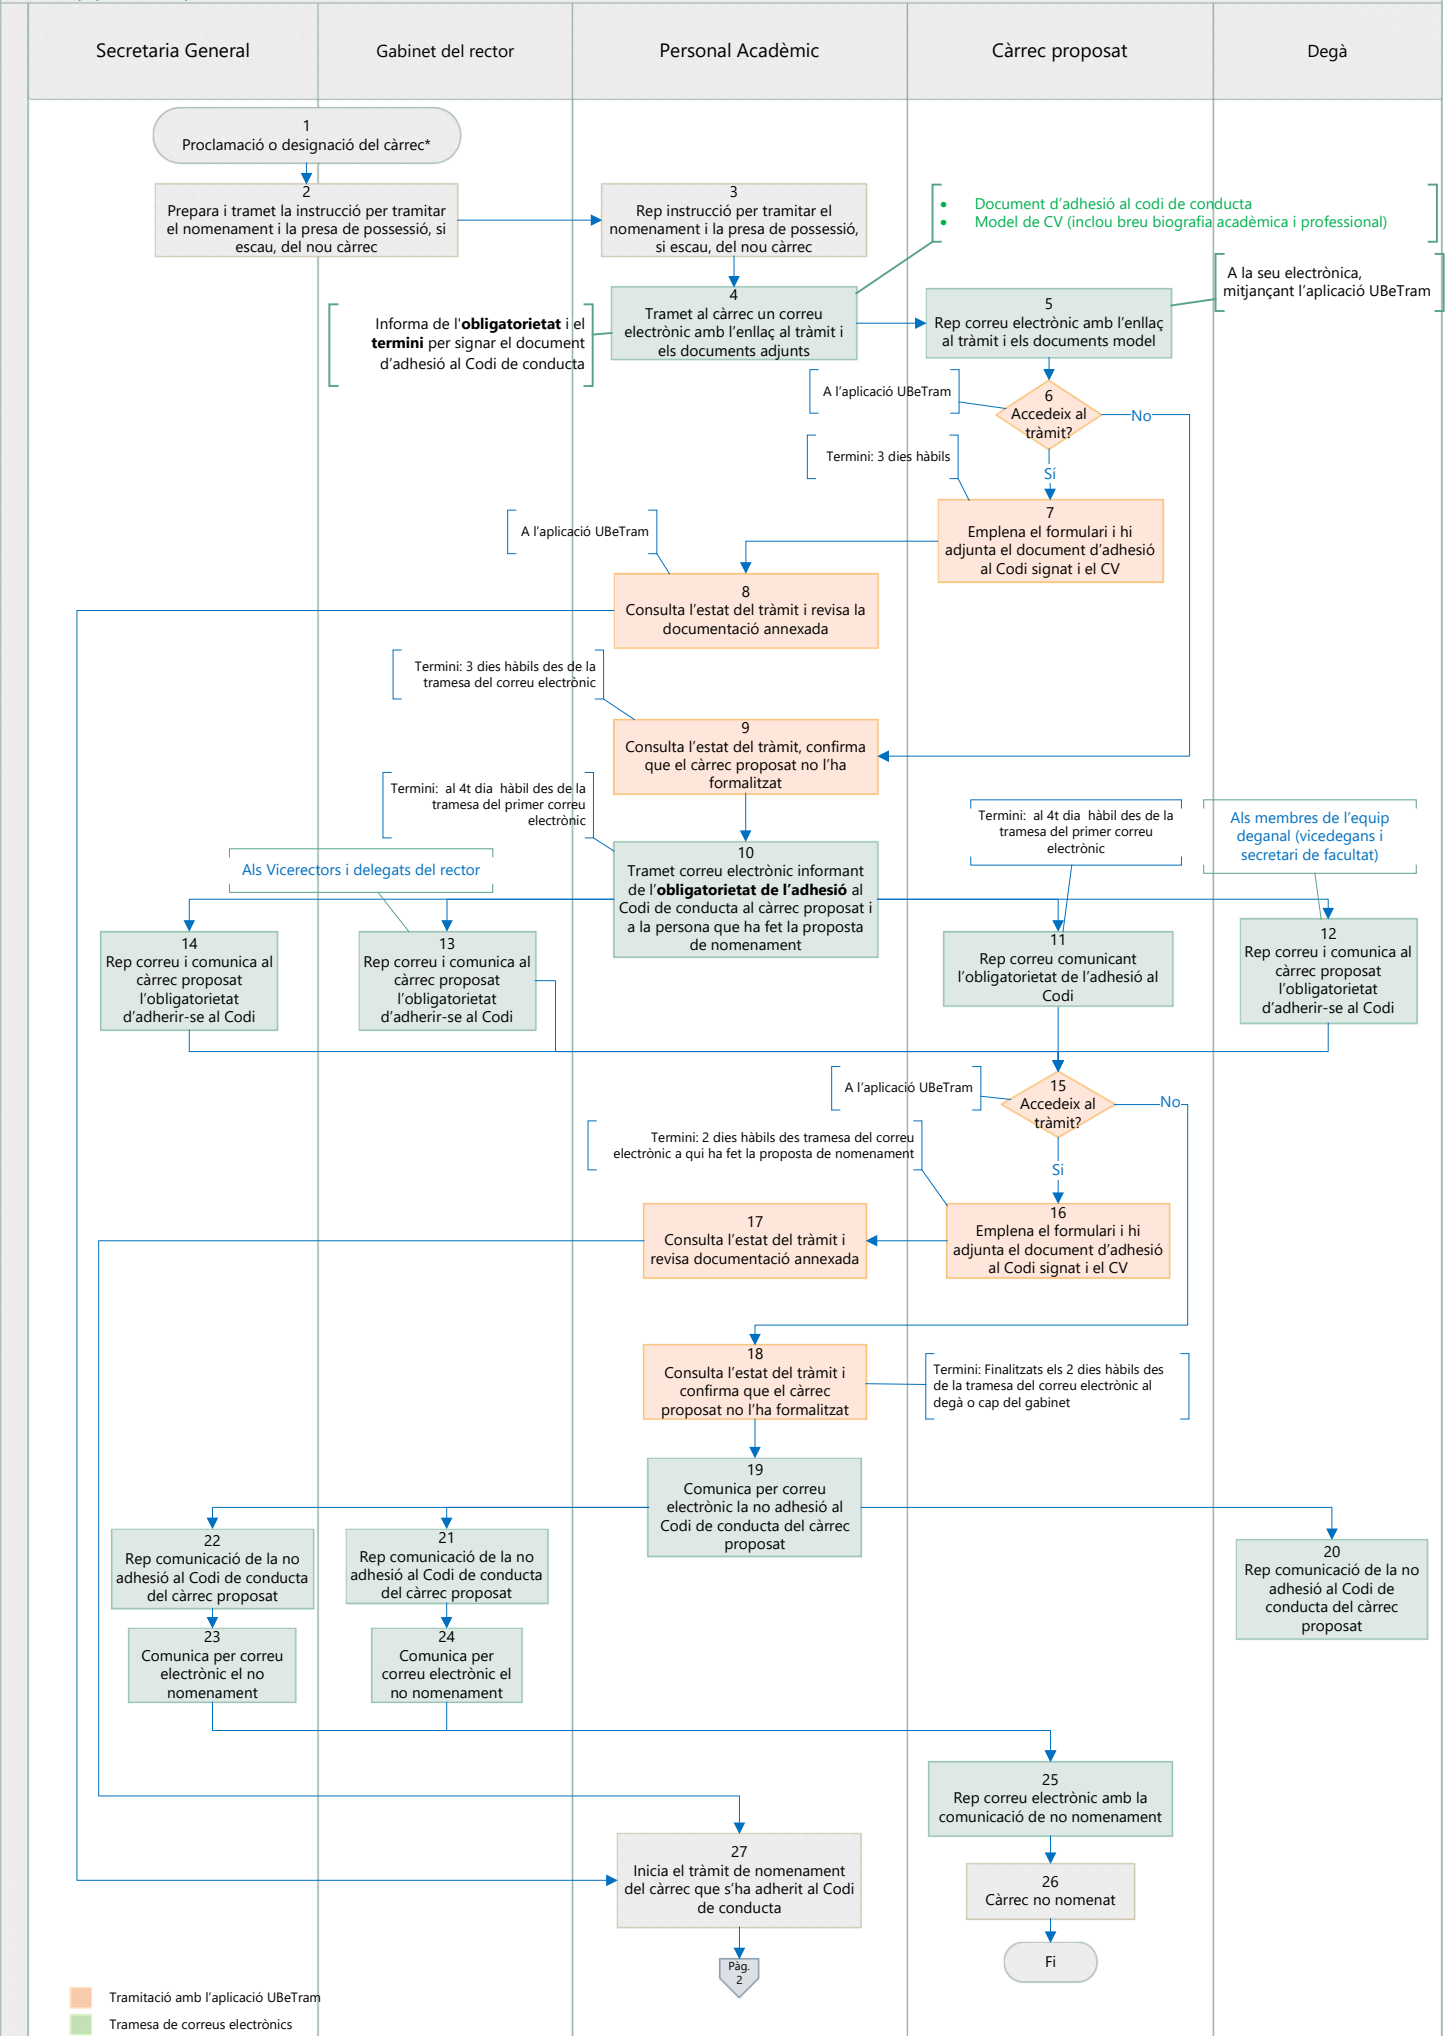 Secretaria General
Gabinet del rector
Personal Acadèmic
Càrrec proposat
Degà
1
Proclamació o designació del càrrec*
2
Prepara i tramet la instrucció per tramitar
el nomenament i la presa de possessió, si
escau, del nou càrrec
3
Rep instrucció per tramitar el
nomenament i la presa de possessió,
si escau, del nou càrrec
• Document d'adhesió al codi de conducta
• Model de CV (inclou breu biografia acadèmica i professional)
A la seu electrònica,
mitjançant l'aplicació UBeTram
Informa de l'obligatorietat i el
termini per signar el document
d'adhesió al Codi de conducta
4
Tramet al càrrec un correu
electrònic amb l'enllaç al tràmit i
els documents adjunts
5
Rep correu electrònic amb l'enllaç
al tràmit i els documents model
A l'aplicació UBeTram
6
Accedeix al
tràmit?
No
Termini: 3 dies hàbils
Sí
7
Emplena el formulari i hi
adjunta el document d'adhesió
al Codi signat i el CV
A l'aplicació UBeTram
8
Consulta l'estat del tràmit i revisa la
documentació annexada
Termini: 3 dies hàbils des de la
tramesa del correu electrònic
9
Consulta l'estat del tràmit, confirma
que el càrrec proposat no l'ha
formalitzat
Termini: al 4t dia hàbil des de la
tramesa del primer correu
electrònic
Termini: al 4t dia hàbil des de la
tramesa del primer correu
electrònic
Als membres de l'equip
deganal (vicedegans i
secretari de facultat)
Als Vicerectors i delegats del rector
10
Tramet correu electrònic informant
de l'obligatorietat de l'adhesió al
Codi de conducta al càrrec proposat i
a la persona que ha fet la proposta
de nomenament
14
Rep correu i comunica al
càrrec proposat
l'obligatorietat
d'adherir-se al Codi
13
Rep correu i comunica al
càrrec proposat
l'obligatorietat
d'adherir-se al Codi
11
Rep correu comunicant
l'obligatorietat de l'adhesió al
Codi
12
Rep correu i comunica al
càrrec proposat
l'obligatorietat
d'adherir-se al Codi
A l'aplicació UBeTram
15
Accedeix al
tràmit?
No
Termini: 2 dies hàbils des tramesa del correu
electrònic a qui ha fet la proposta de nomenament
Si
17
Consulta l'estat del tràmit i
revisa documentació annexada
16
Emplena el formulari i hi
adjunta el document d'adhesió
al Codi signat i el CV
18
Consulta l'estat del tràmit i
confirma que el càrrec
proposat no l'ha formalitzat
Termini: Finalitzats els 2 dies hàbils des
de la tramesa del correu electrònic al
degà o cap del gabinet
19
Comunica per correu
electrònic la no adhesió al
Codi de conducta del càrrec
proposat
22
Rep comunicació de la no
adhesió al Codi de conducta
del càrrec proposat
21
Rep comunicació de la no
adhesió al Codi de conducta
del càrrec proposat
20
Rep comunicació de la no
adhesió al Codi de
conducta del càrrec
proposat
23
Comunica per correu
electrònic el no
nomenament
24
Comunica per
correu electrònic el
no nomenament
25
Rep correu electrònic amb la
comunicació de no nomenament
27
Inicia el tràmit de nomenament
del càrrec que s'ha adherit al Codi
de conducta
26
Càrrec no nomenat
Pàg.
2
Fi
Tramitació amb l'aplicació UBeTram
Tramesa de correus electrònics